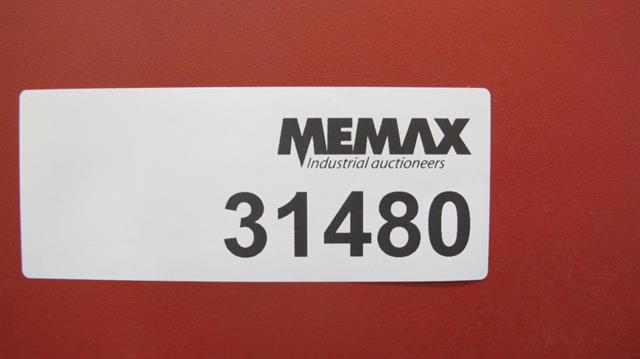 MEMAX
Industrial auctioneers
31480